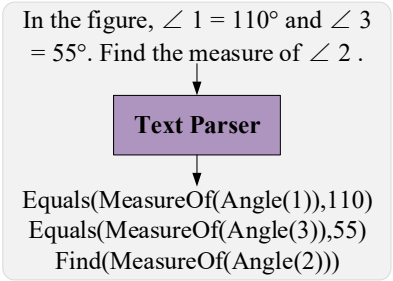 In the figure, ∠ 1 = 110° and ∠ 3
= 55°. Find the measure of ∠ 2 .
Text Parser
Equals(MeasureOf(Angle(1)),110)
Equals(MeasureOf(Angle(3)),55)
Find(MeasureOf(Angle(2)))